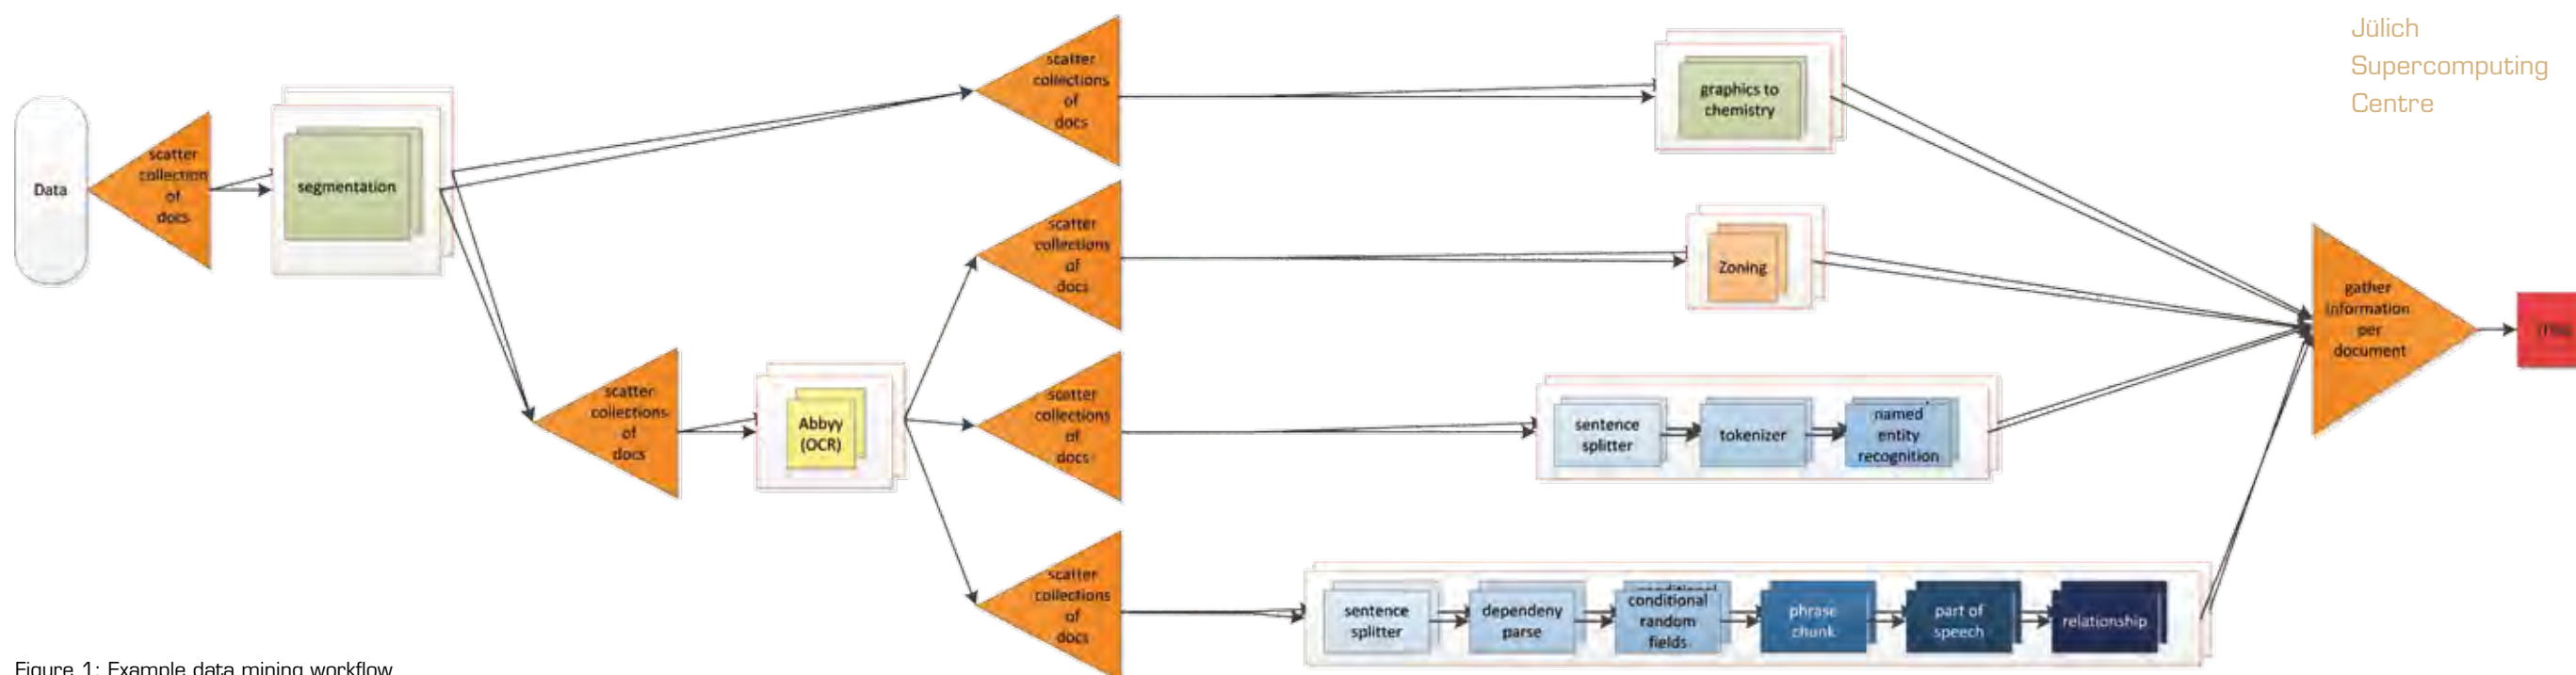 Jülich
Supercomputing
Centre
Data
scatter
collection
of
docs
segmentation
scatter
collections
of
docs
graphics to
chemistry
scatter
collections
of
docs
Zoning
scatter
collections
of
docs
Abbyy
(OCR)
scatter
collections
of
docs
sentence
splitter
tokenizer
named
entity
recognition
scatter
collections
of
docs
sentence
splitter
dependeny
parse
conditional
conditional
random
fields
phrase
chunk
part of
speech
relationship
gather
information
per
document
Figure 1: Example data mining workflow